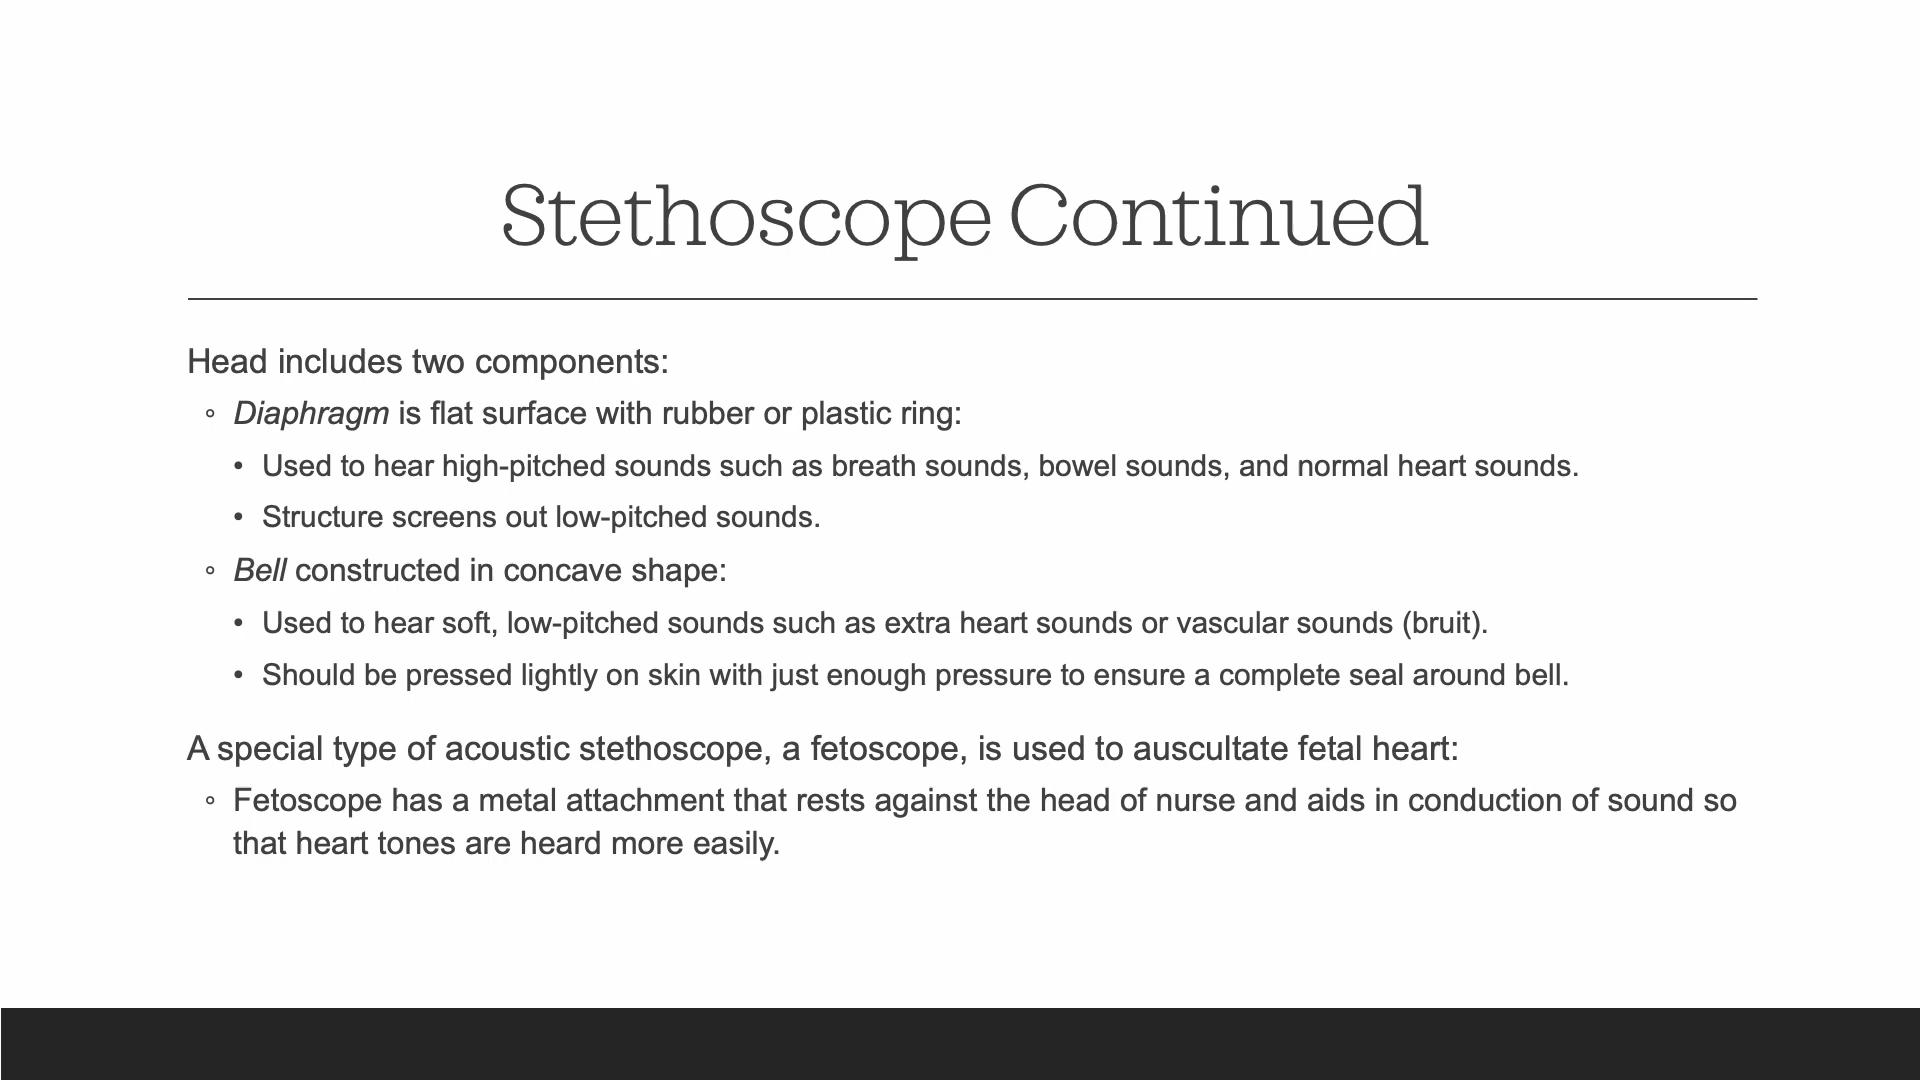 Stethoscope Continued
Head includes two components:
◦ Diaphragm is flat surface with rubber or plastic ring:
• Used to hear high-pitched sounds such as breath sounds, bowel sounds, and normal heart sounds.
• Structure screens out low-pitched sounds.
◦ Bell constructed in concave shape:
• Used to hear soft, low-pitched sounds such as extra heart sounds or vascular sounds (bruit).
• Should be pressed lightly on skin with just enough pressure to ensure a complete seal around bell.
A special type of acoustic stethoscope, a fetoscope, is used to auscultate fetal heart:
◦ Fetoscope has a metal attachment that rests against the head of nurse and aids in conduction of sound so
that heart tones are heard more easily.